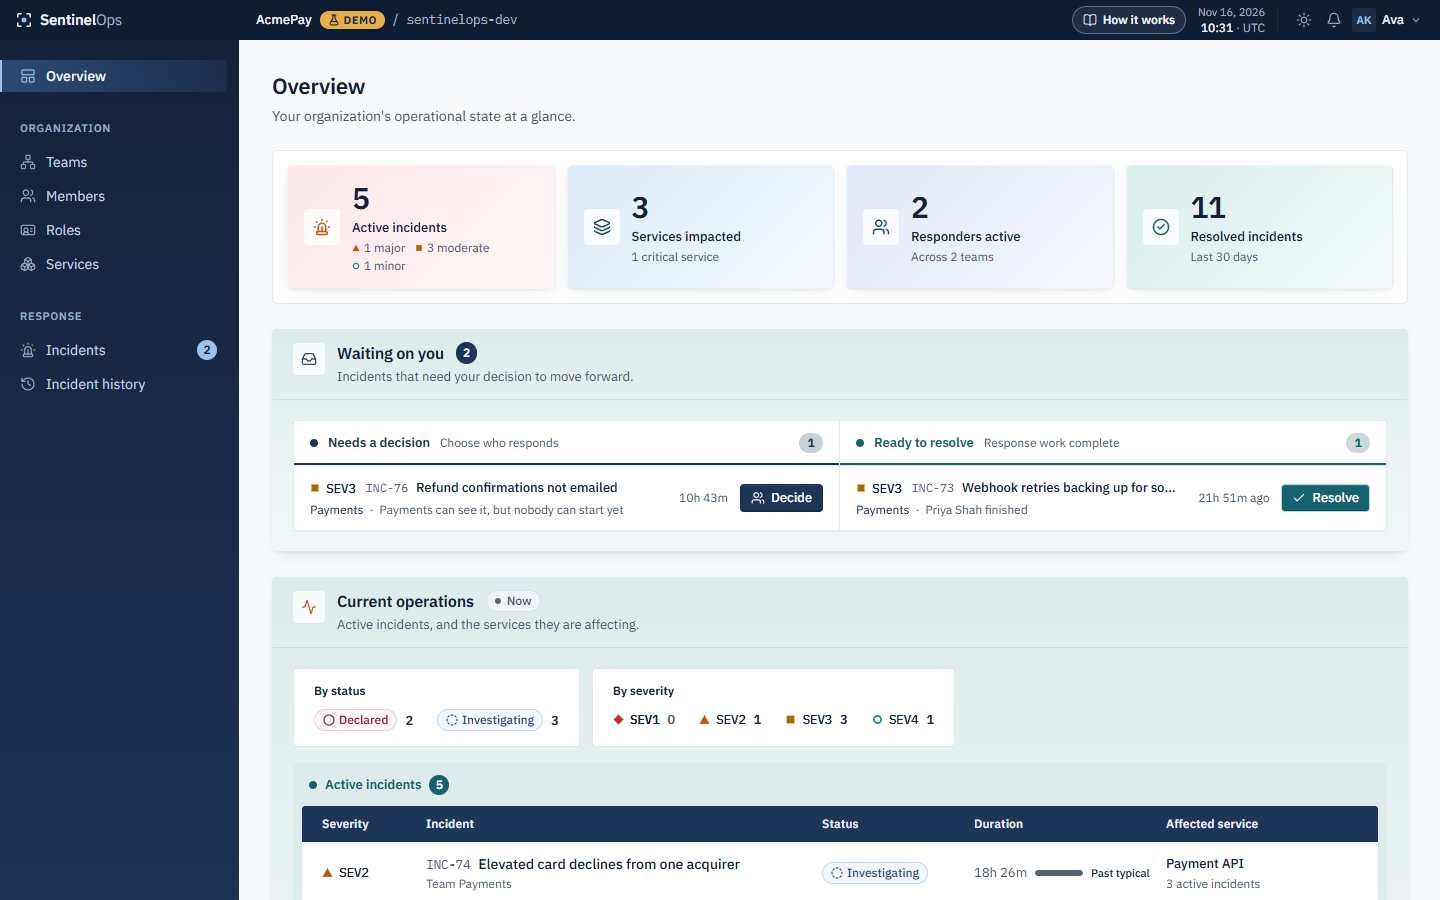 SentinelOps
AcmePay DEMO / sentinelops-dev
How it works
Nov 16, 2026
10:31 · UTC
AK Ava
Overview
ORGANIZATION
Teams
Members
Roles
Services
RESPONSE
Incidents 2
Incident history
Overview
Your organization's operational state at a glance.
5
Active incidents
1 major 3 moderate
1 minor
3
Services impacted
1 critical service
2
Responders active
Across 2 teams
11
Resolved incidents
Last 30 days
Waiting on you 2
Incidents that need your decision to move forward.
Needs a decision Choose who responds 1
SEV3 INC-76 Refund confirmations not emailed
Payments · Payments can see it, but nobody can start yet
10h 43m Decide
Ready to resolve Response work complete 1
SEV3 INC-73 Webhook retries backing up for so...
Payments · Priya Shah finished
21h 51m ago Resolve
Current operations Now
Active incidents, and the services they are affecting.
By status
Declared 2 Investigating 3
By severity
SEV1 0 SEV2 1 SEV3 3 SEV4 1
Active incidents 5
Severity Incident Status Duration Affected service
SEV2 INC-74 Elevated card declines from one acquirer
Team Payments
Investigating 18h 26m Past typical
Payment API
3 active incidents